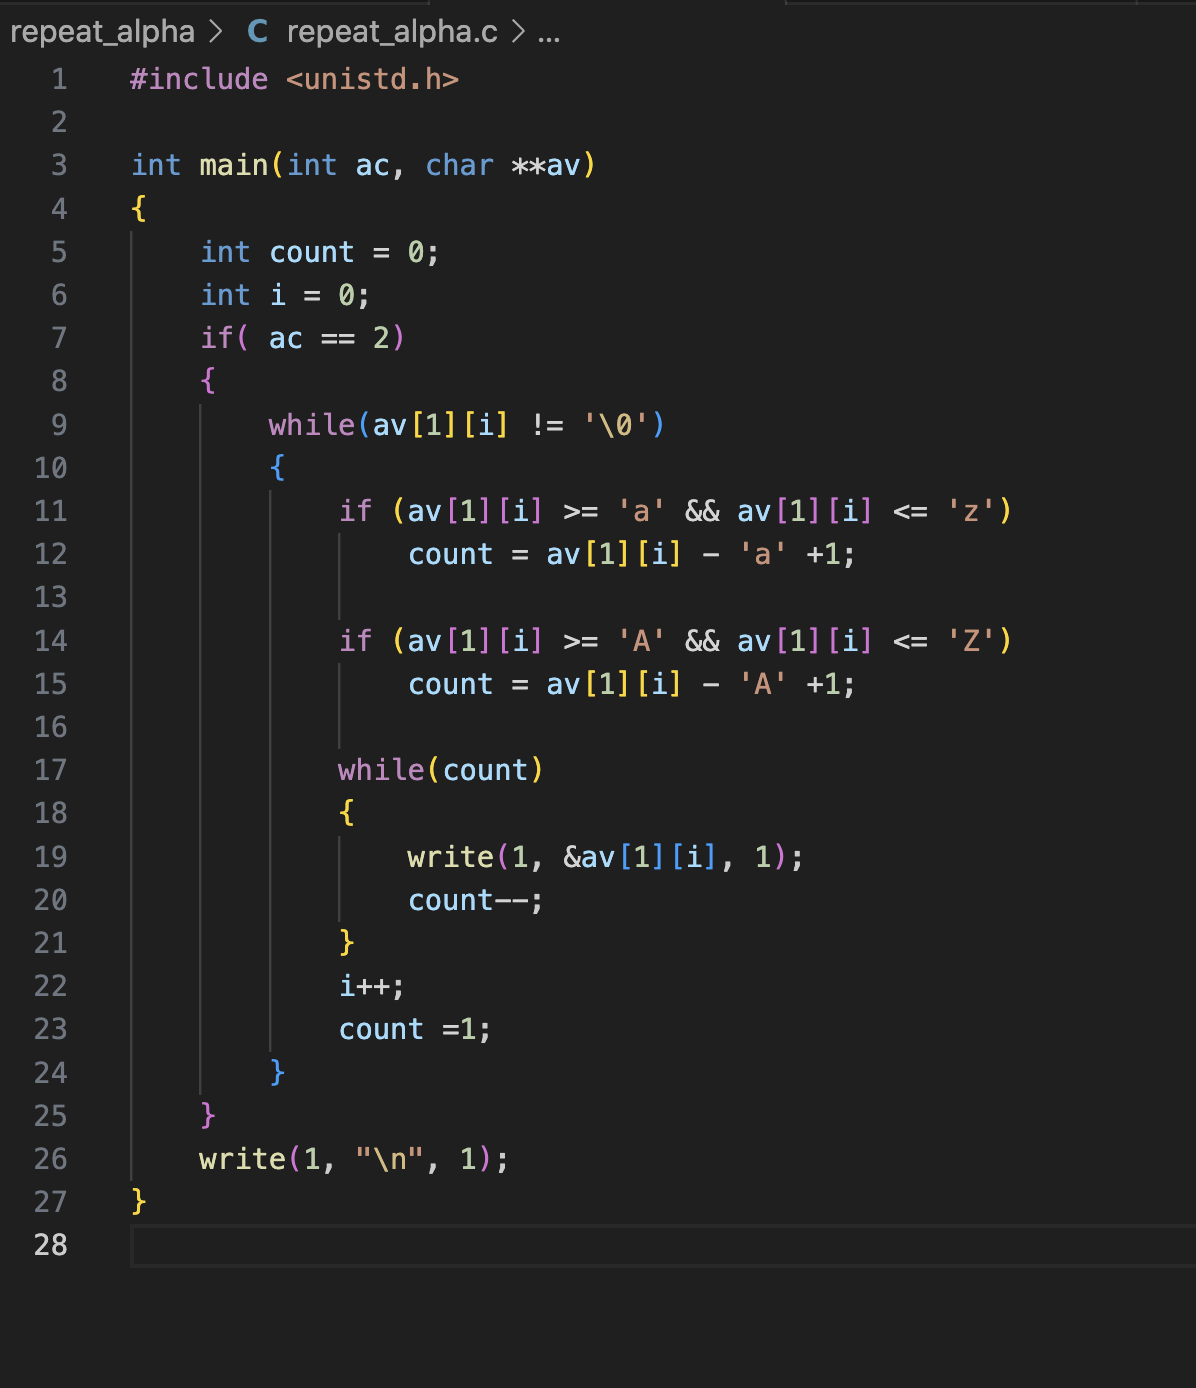 repeat_alpha > C repeat_alpha.c > ...
1 #include <unistd.h>
2
3 int main(int ac, char **av)
4 {
5     int count = 0;
6     int i = 0;
7     if( ac == 2)
8     {
9         while(av[1][i] != '\0')
10         {
11             if (av[1][i] >= 'a' && av[1][i] <= 'z')
12                 count = av[1][i] - 'a' +1;
13
14             if (av[1][i] >= 'A' && av[1][i] <= 'Z')
15                 count = av[1][i] - 'A' +1;
16
17             while(count)
18             {
19                 write(1, &av[1][i], 1);
20                 count--;
21             }
22             i++;
23             count =1;
24         }
25     }
26     write(1, "\n", 1);
27 }
28